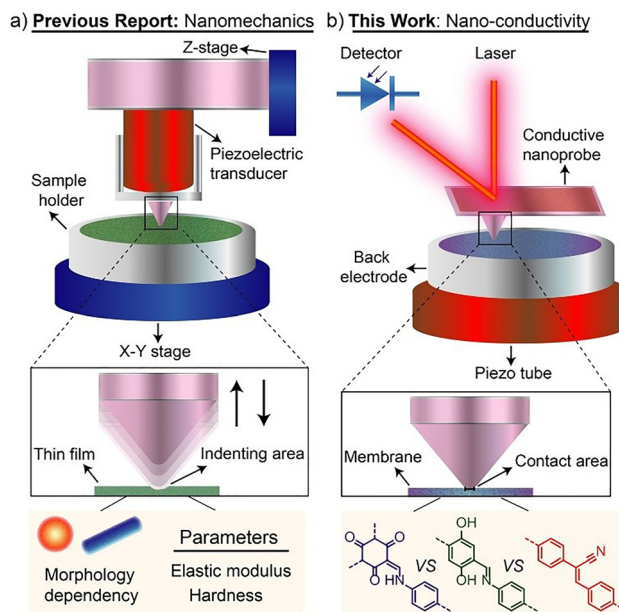 a) Previous Report: Nanomechanics
Z-stage
Piezoelectric
transducer
Sample
holder
X-Y stage
Thin film
Indenting area
Morphology
dependency
Parameters
Elastic modulus
Hardness
b) This Work: Nano-conductivity
Detector
Laser
Conductive
nanoprobe
Back
electrode
Piezo tube
Membrane
Contact area
O
O
O
HN
VS
OH
OH
N
VS
CN